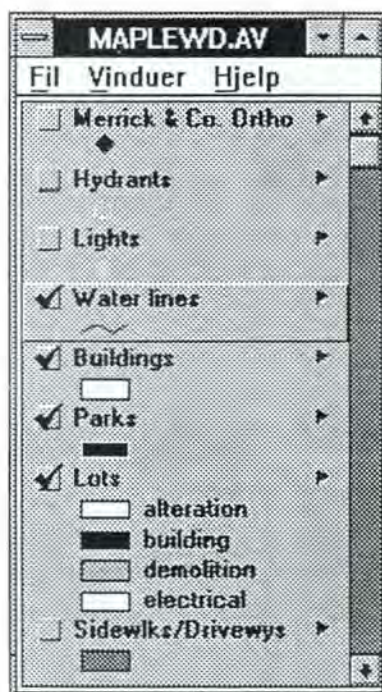 MAPLEWD.AV
Fil Vinduer Hjelp
Merrick & Co. Ortho
Hydrants
Lights
Water lines
Buildings
Parks
Lots
alteration
building
demolition
electrical
Sidewlks/Drivewys